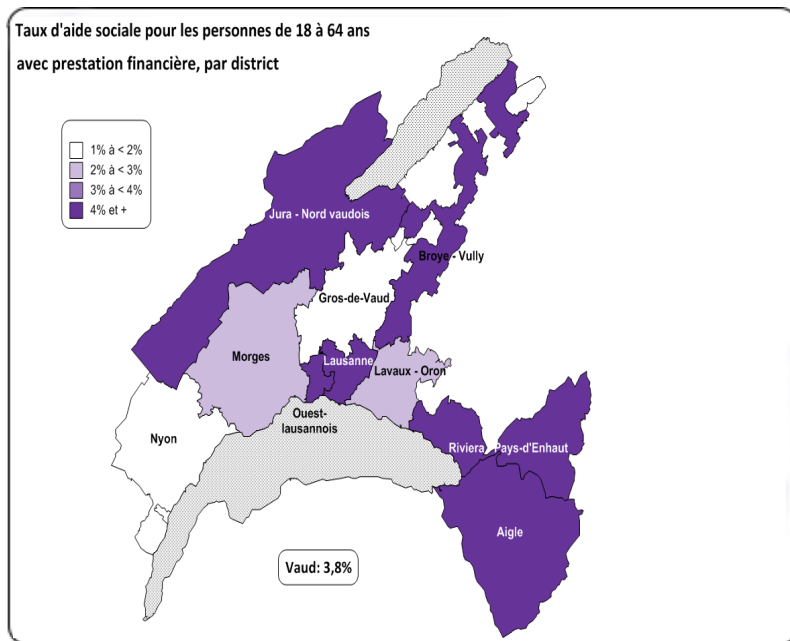 Taux d'aide sociale pour les personnes de 18 à 64 ans
avec prestation financière, par district
1% à < 2%
2% à < 3%
3% à < 4%
4% et +
Jura - Nord vaudois
Broye - Vully
Gros-de-Vaud
Morges
Lausanne
Lavaux - Oron
Ouest-
lausannois
Nyon
Riviera
Pays-d'Enhaut
Aigle
Vaud: 3,8%